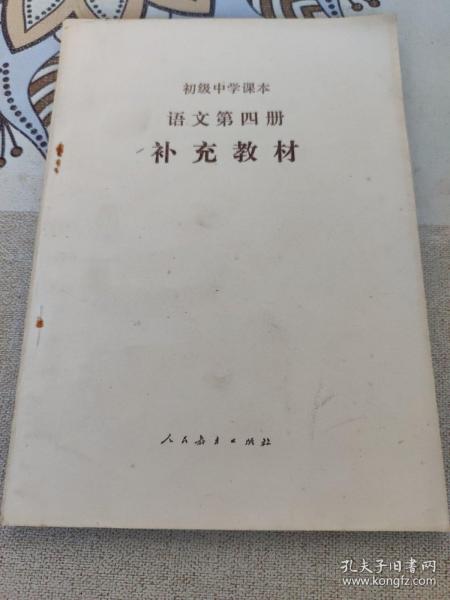 初级中学课本
语文第四册
补充教材
人民教育出版社
孔夫子旧书网
www.kongfz.com